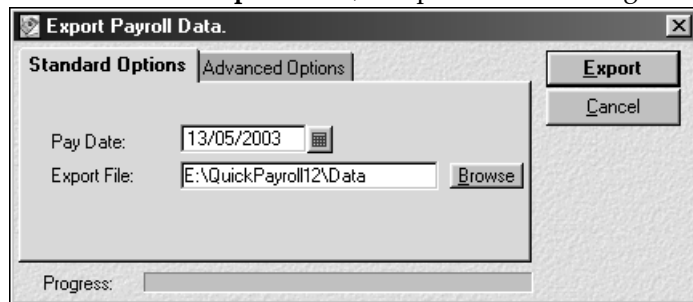 Export Payroll Data.
Standard Options Advanced Options
Export
Cancel
Pay Date: 13/05/2003
Export File: E:\QuickPayroll12\Data Browse
Progress: